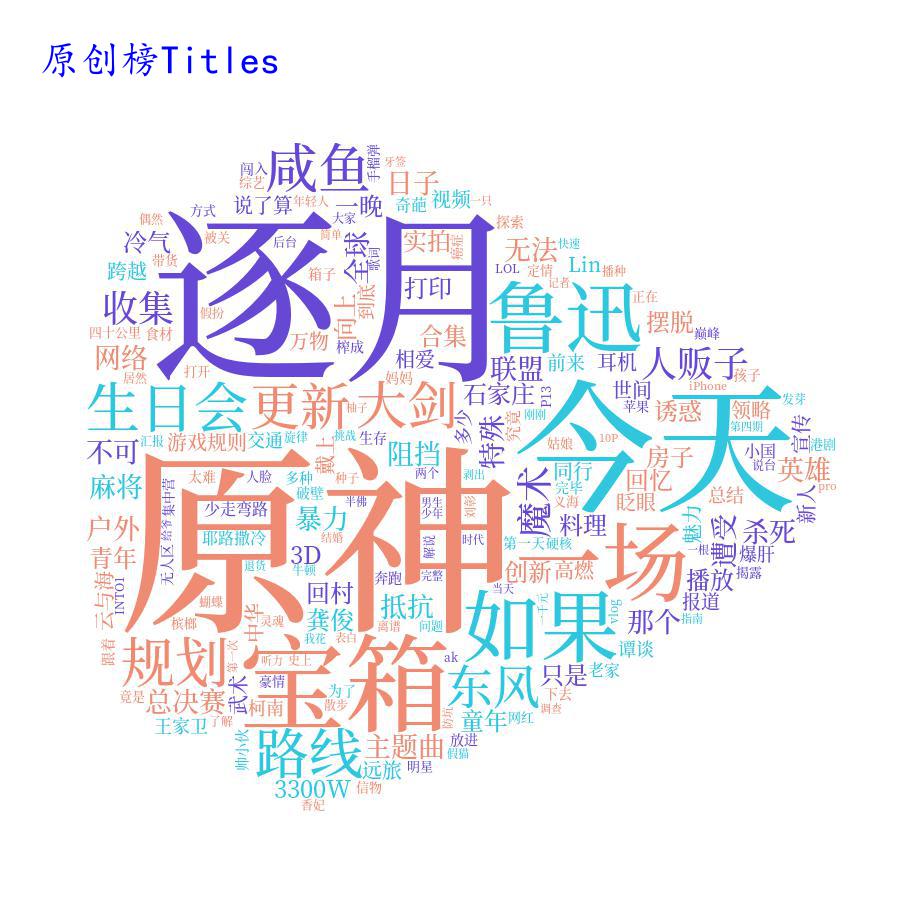 原创榜Titles
咸鱼
闯入
综艺
手榴弹
牙签
日子
方式
说了算
年轻人
一晚
奇葩
视频
一只
偶然
大家
探索
冷气
被关
后台
简单
全球
歌词
实拍
无法
快速
逐月
跨越
带货
箱子
到底
打印
LOL
定情
Lin
播种
记者
收集
假扮
向上
鲁迅
正在
四十公里
食材
万物
榨成
合集
摆脱
巅峰
网络
相爱
联盟
前来
耳机
人贩子
居然
打开
妈妈
石家庄
P13
世间
iPhone
孩子
生日会
更新
柚子
大剑
多少
特殊
究竟
刚刚
今天
苹果
诱惑
领略
发芽
第四期
不可
汇报
游戏规则
交通
旋律
戴上
挑战
生存
阻挡
姑娘
10P
房子
小国
说台
宣传
港剧
麻将
无人区
给爷
集中营
太难
人脸
多种
种子
两个
剥出
魔术
同行
完毕
义海
回忆
眨眼
总结
英雄
pro
新人
原神
少走弯路
破壁
暴力
半佛
男生
少年
刘彰
料理
魅力
遭受
杀死
户外
耶路撒冷
3D
结婚
解说
时代
第一天
硬核
一场
一根
爆肝
揭露
青年
退货
牛顿
奔跑
完整
创新
高燃
播放
云与海
INTO1
回村
当天
如果
vlog
报道
指南
蝴蝶
龚俊
抵抗
那个
槟榔
中华
灵魂
我花
表白
离谱
问题
谭谈
跟着
规划
第一次
听力
史上
宝箱
ak
东风
只是
老家
竟是
总决赛
武术
豪情
为了
下去
王家卫
了解
柯南
散步
防坑
童年
网红
调查
帅小伙
路线
主题曲
放进
假猫
远旅
明星
3300W
信物
香妃